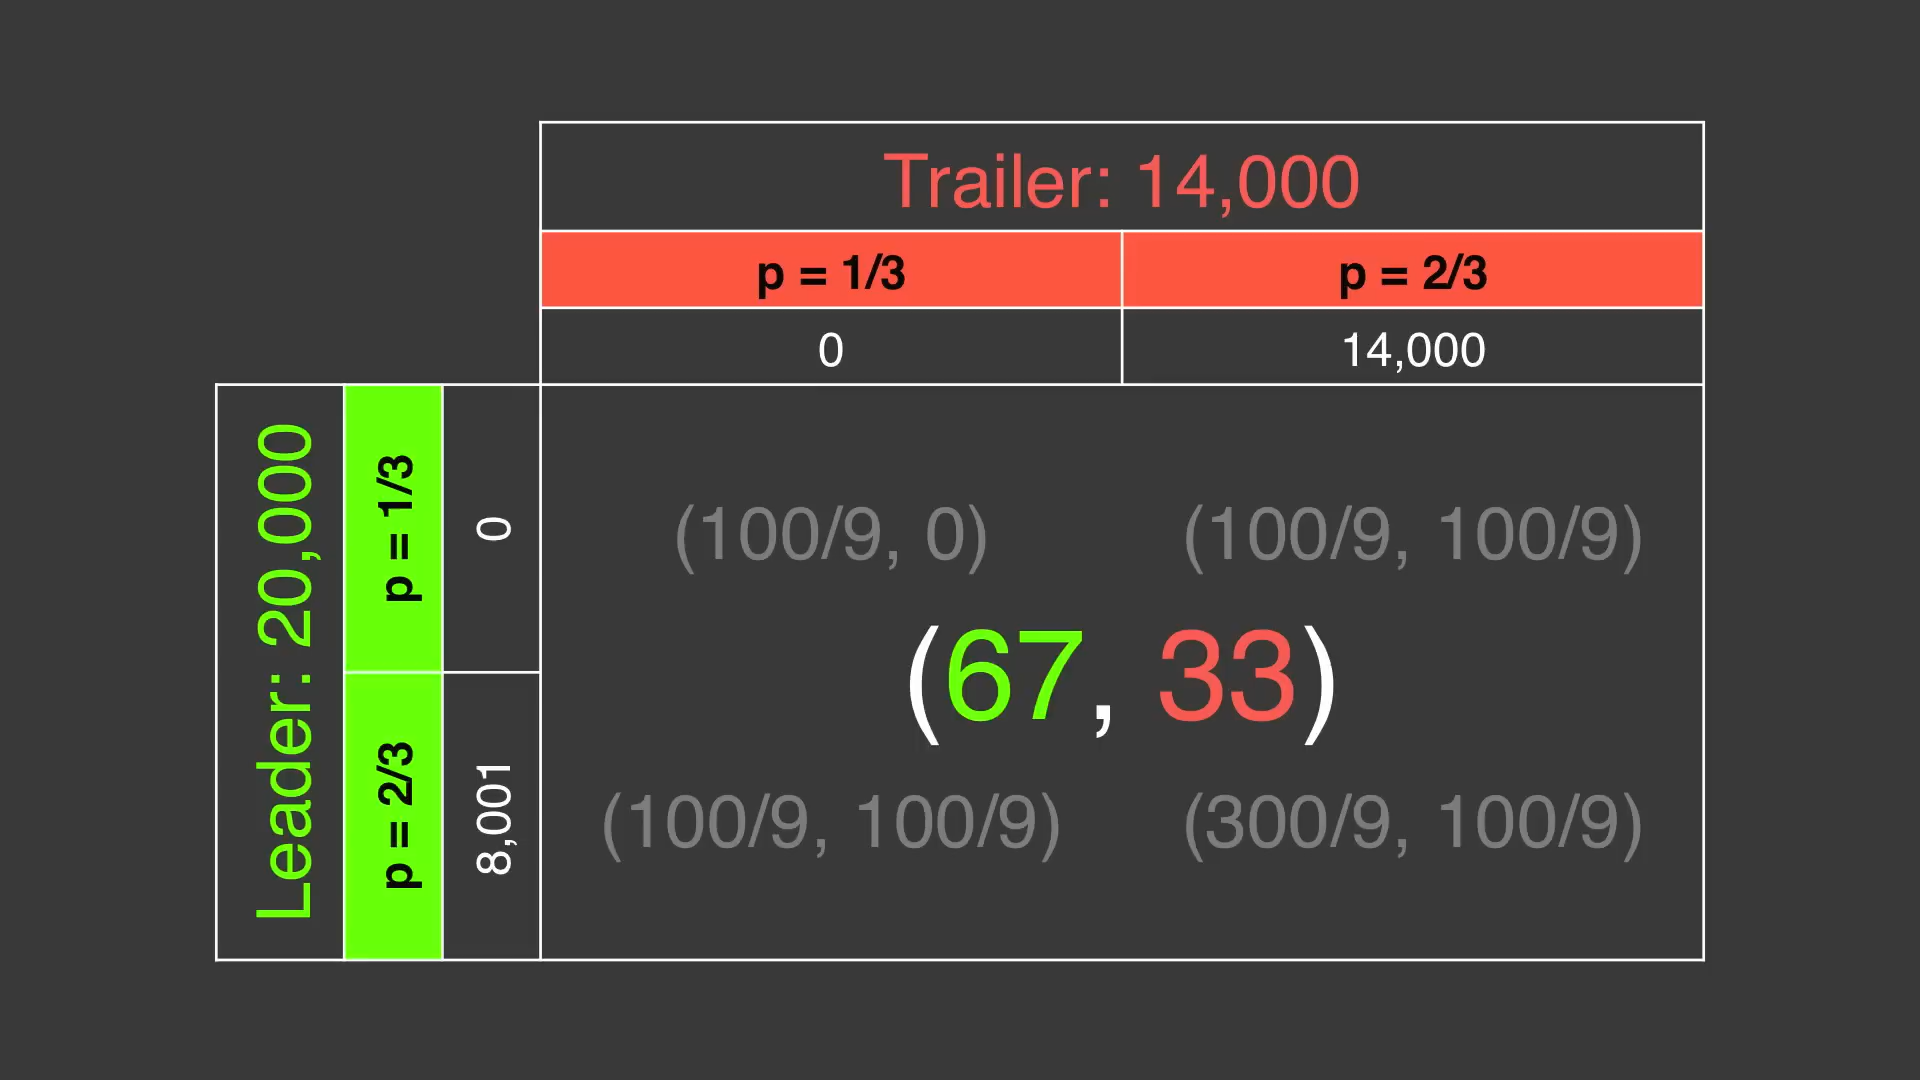 Trailer: 14,000
p = 1/3
p = 2/3
0
14,000
Leader: 20,000
p = 1/3
0
(100/9, 0)
(100/9, 100/9)
(67, 33)
p = 2/3
8,001
(100/9, 100/9)
(300/9, 100/9)